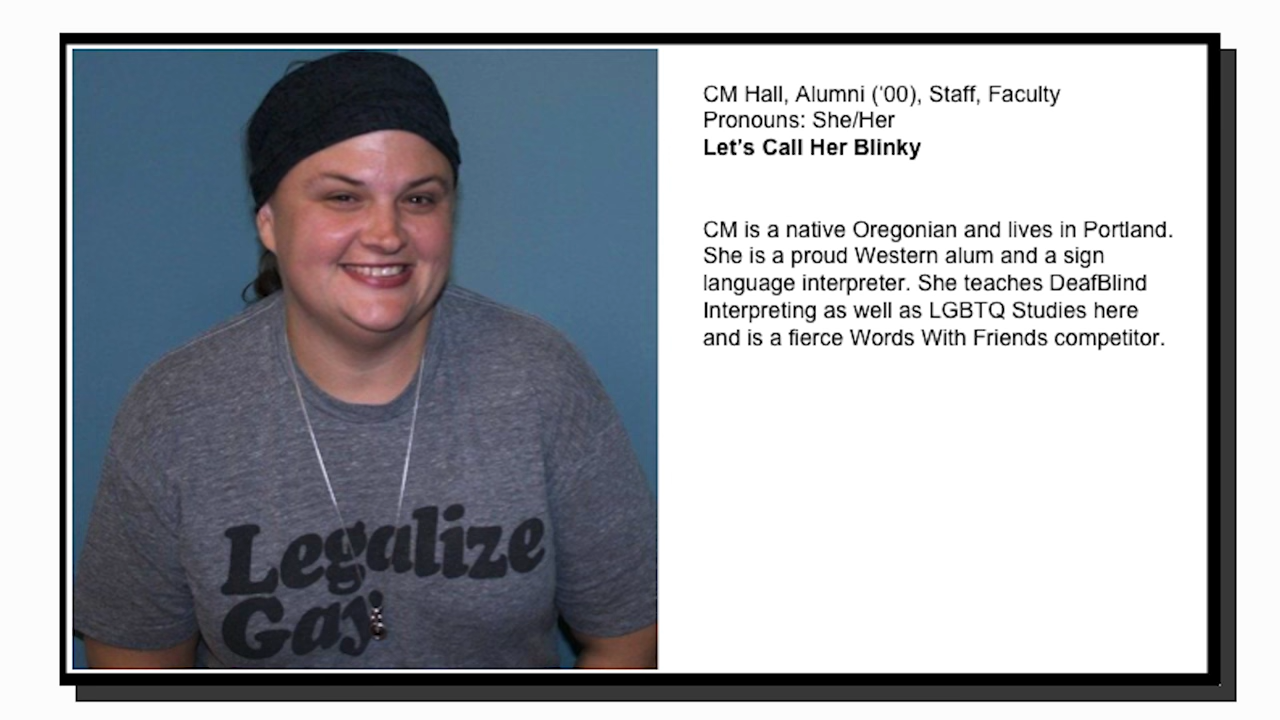 CM Hall, Alumni ('00), Staff, Faculty
Pronouns: She/Her
Let's Call Her Blinky
CM is a native Oregonian and lives in Portland.
She is a proud Western alum and a sign
language interpreter. She teaches DeafBlind
Interpreting as well as LGBTQ Studies here
and is a fierce Words With Friends competitor.
Legalize
Gay